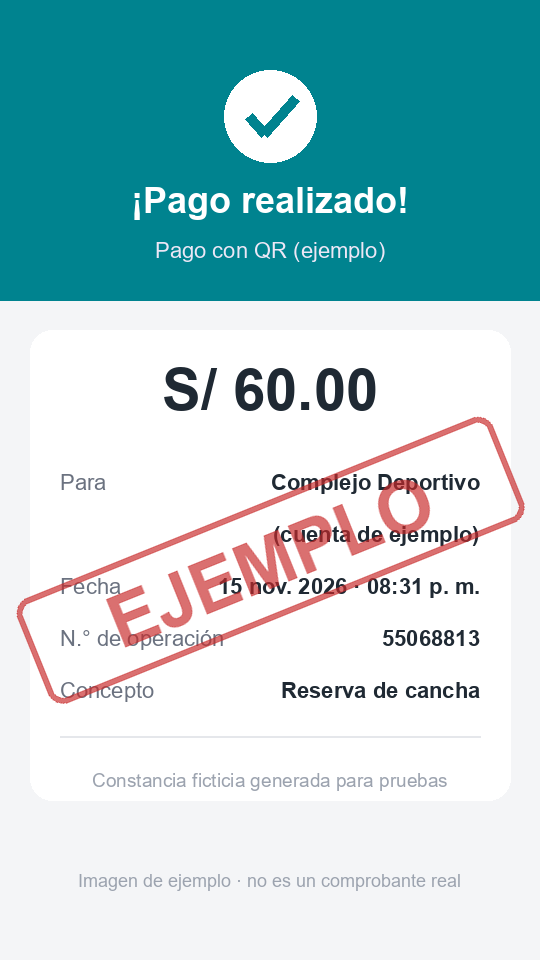 ¡Pago realizado!
Pago con QR (ejemplo)
S/ 60.00
Para Complejo Deportivo
(cuenta de ejemplo)
Fecha 15 nov. 2026 · 08:31 p. m.
N.° de operación 55068813
Concepto Reserva de cancha
EJEMPLO
Constancia ficticia generada para pruebas
Imagen de ejemplo · no es un comprobante real